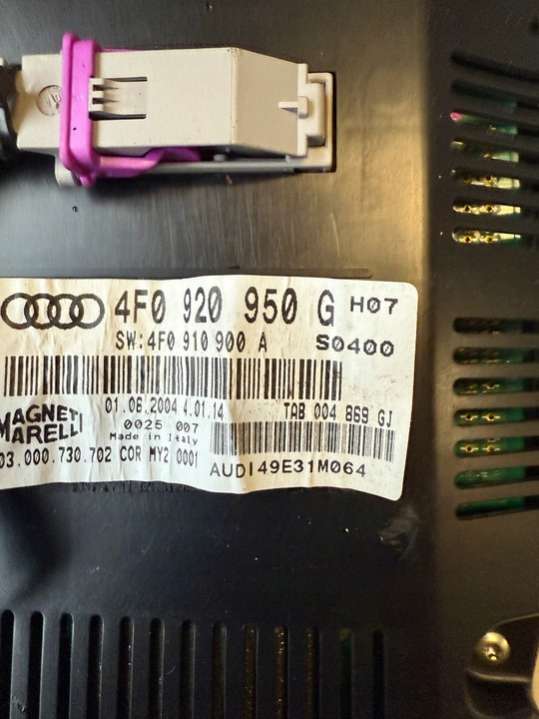 4F0 920 950 G H07
SW:4F0 910 900 A S0400
MAGNETI MARELLI
01.06.2004 4.01.14 TAB 004 869 GJ
0025 007
Made in Italy
03.000.730.702 COR MY2 0001
AUDI49E31M064